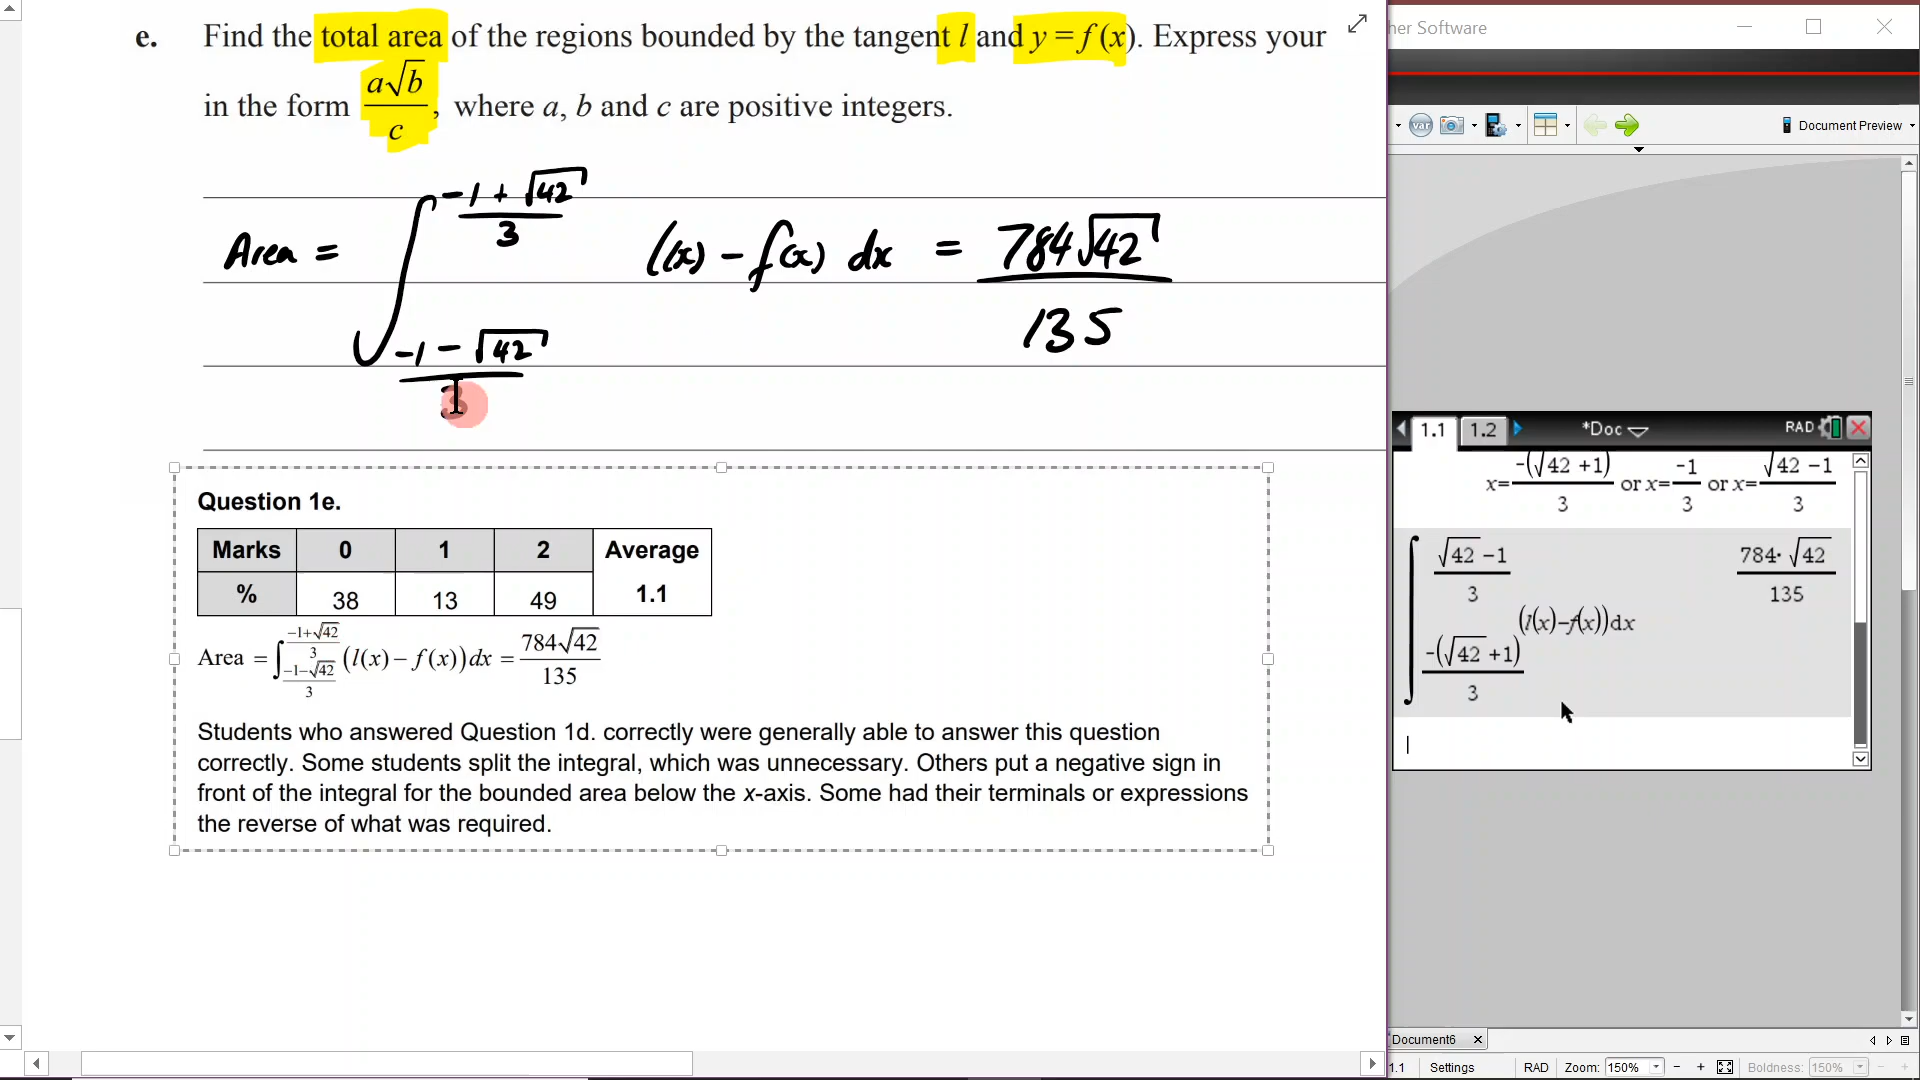 e. Find the total area of the regions bounded by the tangent l and y = f (x). Express your
in the form a√b/c, where a, b and c are positive integers.
Area = ∫_{(-1 - √42)/3}^{(-1 + √42)/3} l(x) - f(x) dx = 784√42/135
Question 1e.
Marks 0 1 2 Average
% 38 13 49 1.1
Area = ∫_{(-1-√42)/3}^{(-1+√42)/3} (l(x) - f(x))dx = 784√42/135
Students who answered Question 1d. correctly were generally able to answer this question
correctly. Some students split the integral, which was unnecessary. Others put a negative sign in
front of the integral for the bounded area below the x-axis. Some had their terminals or expressions
the reverse of what was required.
her Software
var
Document Preview
1.1 1.2 *Doc RAD
x= -(√42 +1)/3 or x= -1/3 or x= √42 -1/3
∫_{-(√42 +1)/3}^{(√42 -1)/3} (l(x)-f(x))dx 784·√42/135
Document6
1.1 Settings RAD Zoom: 150% Boldness: 150%